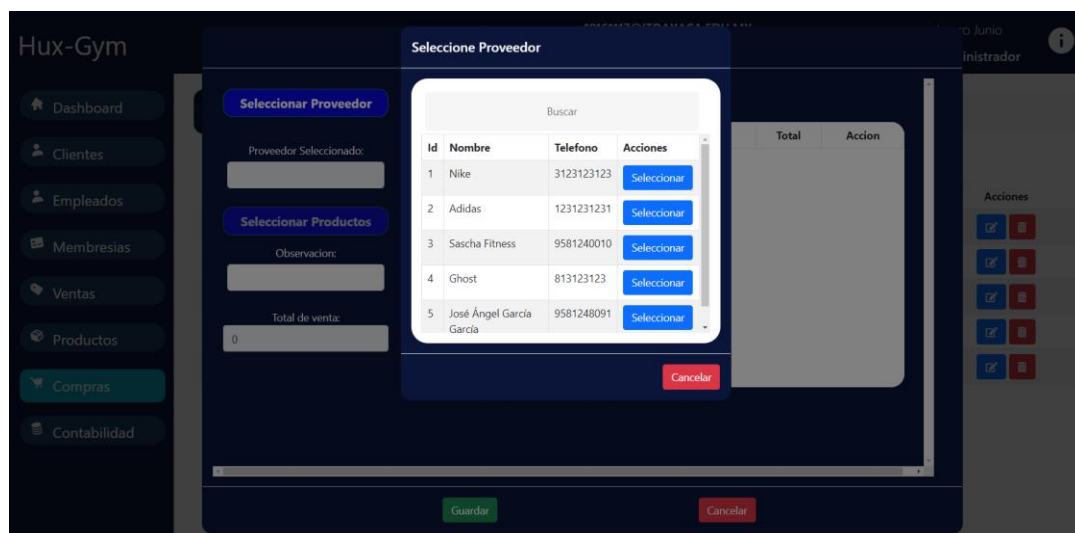 Hux-Gym
Dashboard
Clientes
Empleados
Membresias
Ventas
Productos
Compras
Contabilidad
Junio
Seleccionar Proveedor
Proveedor Seleccionado:
Seleccionar Productos
Observacion:
Total de venta:
0
Total Accion
Guardar
Cancelar
Seleccione Proveedor
Buscar
Id Nombre Telefono Acciones
1 Nike 3123123123 Seleccionar
2 Adidas 1231231231 Seleccionar
3 Sascha Fitness 9581240010 Seleccionar
4 Ghost 813123123 Seleccionar
5 José Ángel García García 9581248091 Seleccionar
Cancelar
Acciones